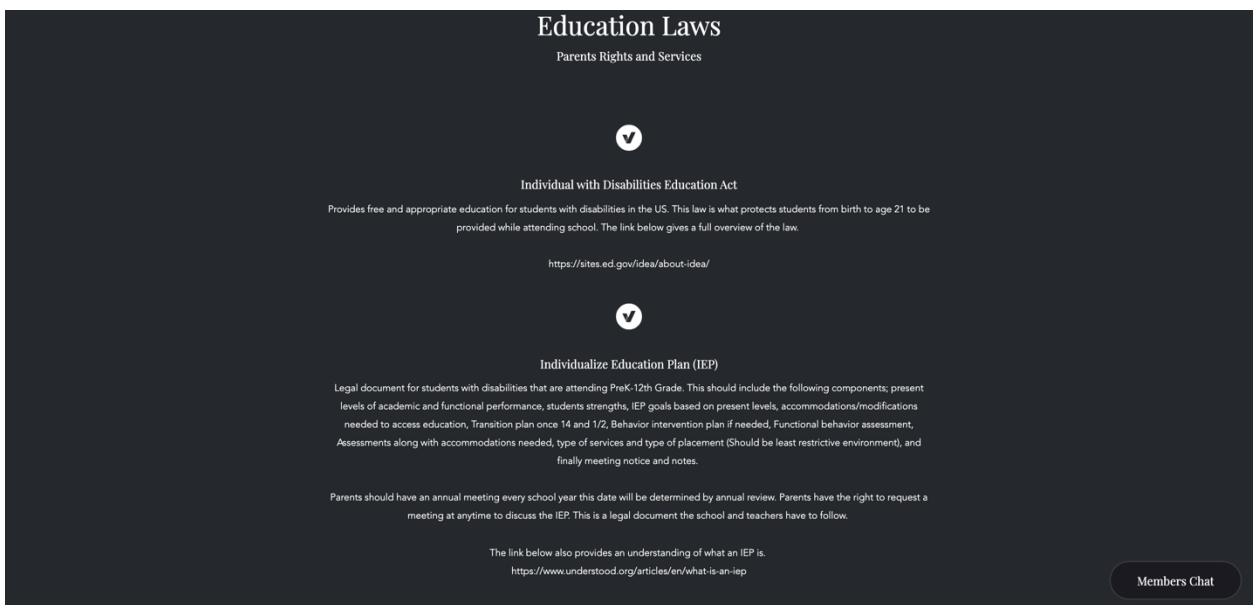 Education Laws
Parents Rights and Services
Individual with Disabilities Education Act
Provides free and appropriate education for students with disabilities in the US. This law is what protects students from birth to age 21 to be
provided while attending school. The link below gives a full overview of the law.
https://sites.ed.gov/idea/about-idea/
Individualize Education Plan (IEP)
Legal document for students with disabilities that are attending PreK-12th Grade. This should include the following components; present
levels of academic and functional performance, students strengths, IEP goals based on present levels, accommodations/modifications
needed to access education, Transition plan once 14 and 1/2, Behavior intervention plan if needed, Functional behavior assessment,
Assessments along with accommodations needed, type of services and type of placement (Should be least restrictive environment), and
finally meeting notice and notes.
Parents should have an annual meeting every school year this date will be determined by annual review. Parents have the right to request a
meeting at anytime to discuss the IEP. This is a legal document the school and teachers have to follow.
The link below also provides an understanding of what an IEP is.
https://www.understood.org/articles/en/what-is-an-iep
Members Chat